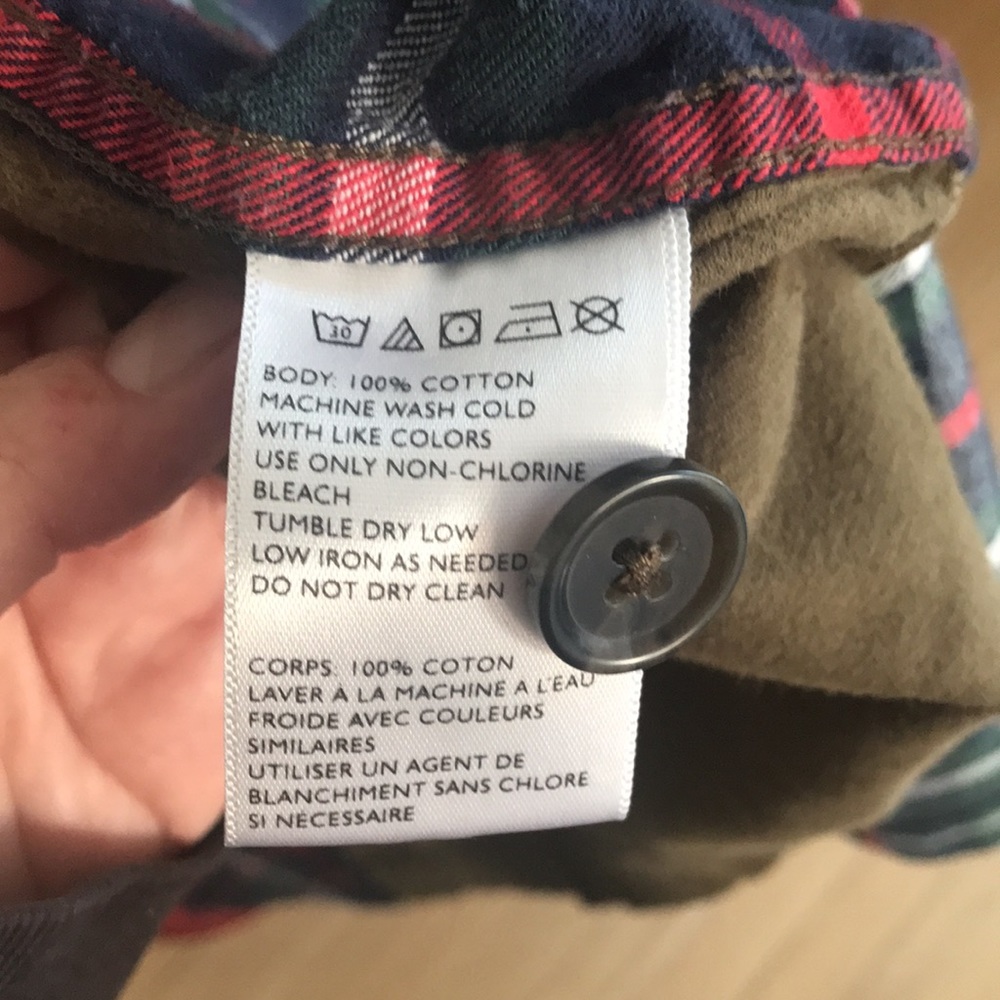 30
BODY: 100% COTTON
MACHINE WASH COLD
WITH LIKE COLORS
USE ONLY NON-CHLORINE
BLEACH
TUMBLE DRY LOW
LOW IRON AS NEEDED
DO NOT DRY CLEAN
CORPS: 100% COTON
LAVER À LA MACHINE A L'EAU
FROIDE AVEC COULEURS
SIMILAIRES
UTILISER UN AGENT DE
BLANCHIMENT SANS CHLORE
SI NÉCESSAIRE